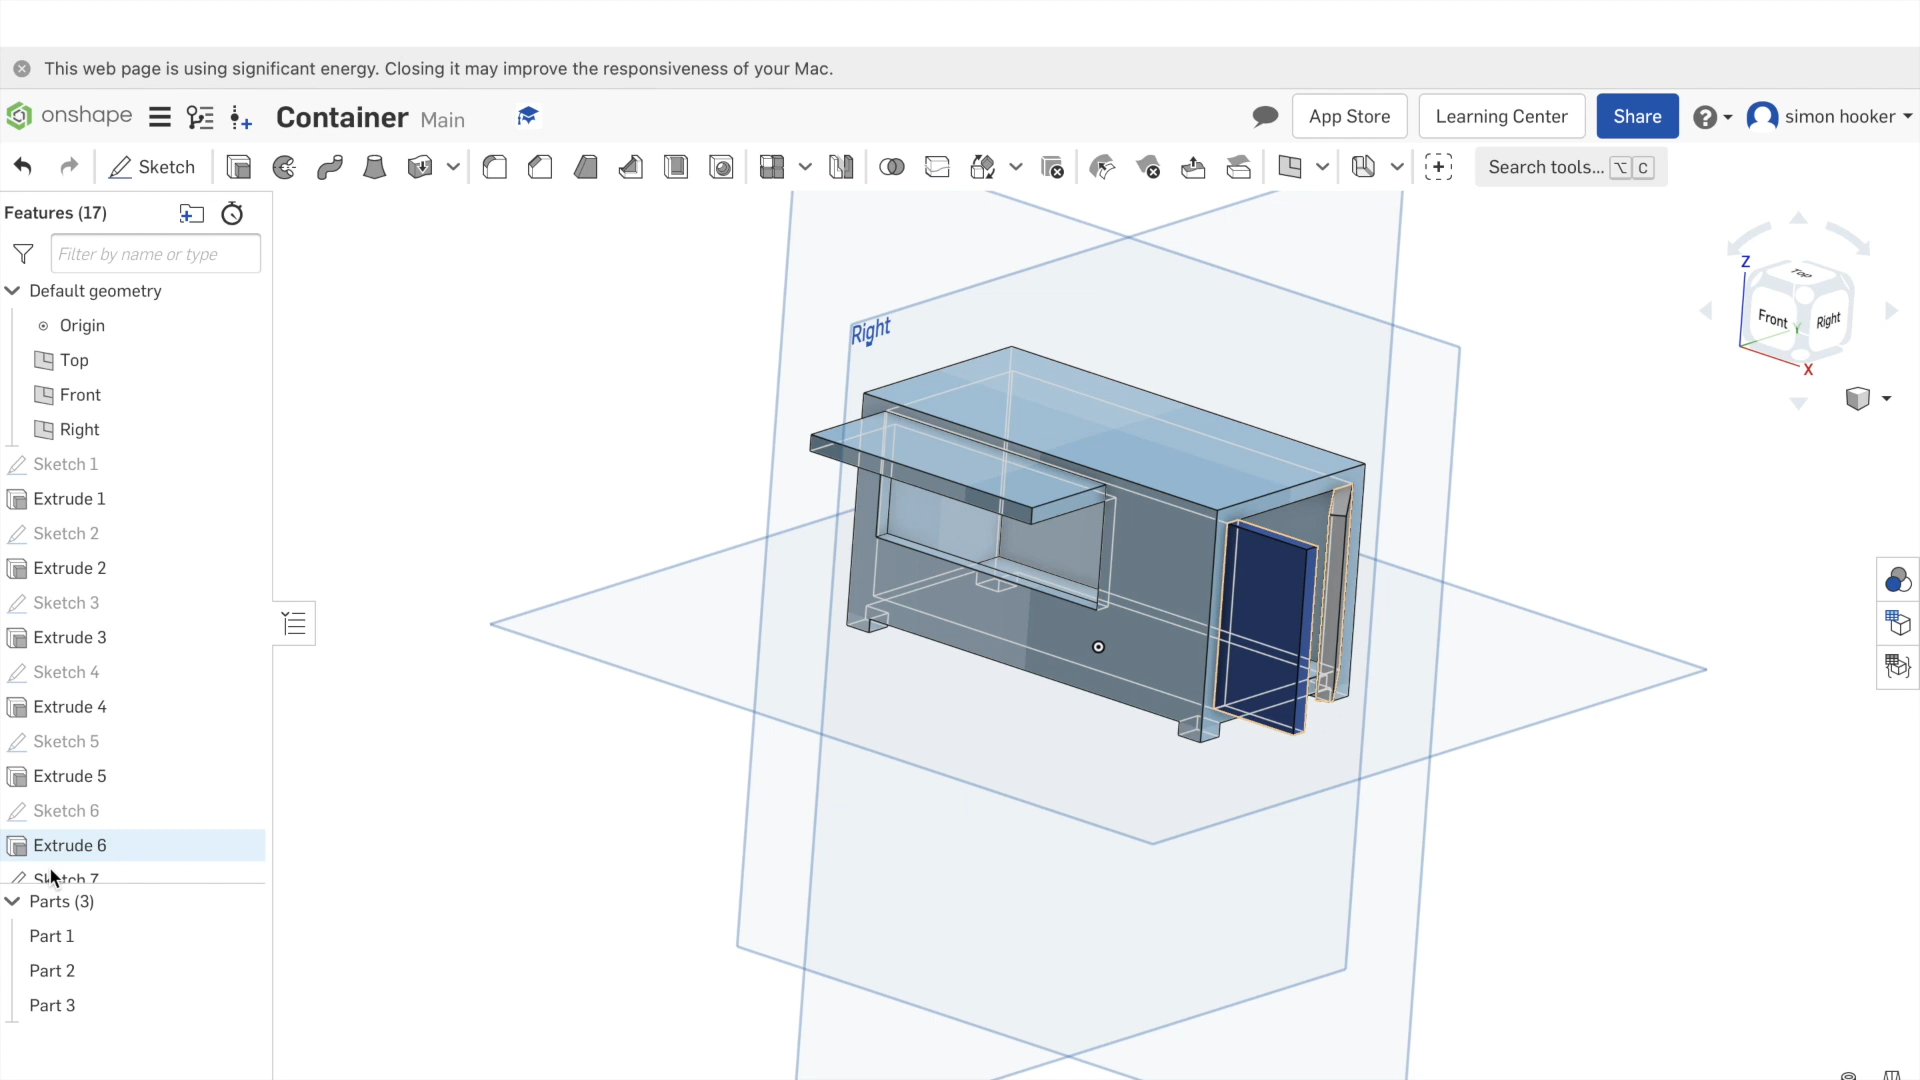 This web page is using significant energy. Closing it may improve the responsiveness of your Mac.
onshape Container Main App Store Learning Center Share simon hooker
Sketch Search tools... ⌥ C
Features (17)
Filter by name or type
Default geometry
Origin
Top
Front
Right
Sketch 1
Extrude 1
Sketch 2
Extrude 2
Sketch 3
Extrude 3
Sketch 4
Extrude 4
Sketch 5
Extrude 5
Sketch 6
Extrude 6
Sketch 7
Parts (3)
Part 1
Part 2
Part 3
Right
Z
Top
Front
Y
Right
X